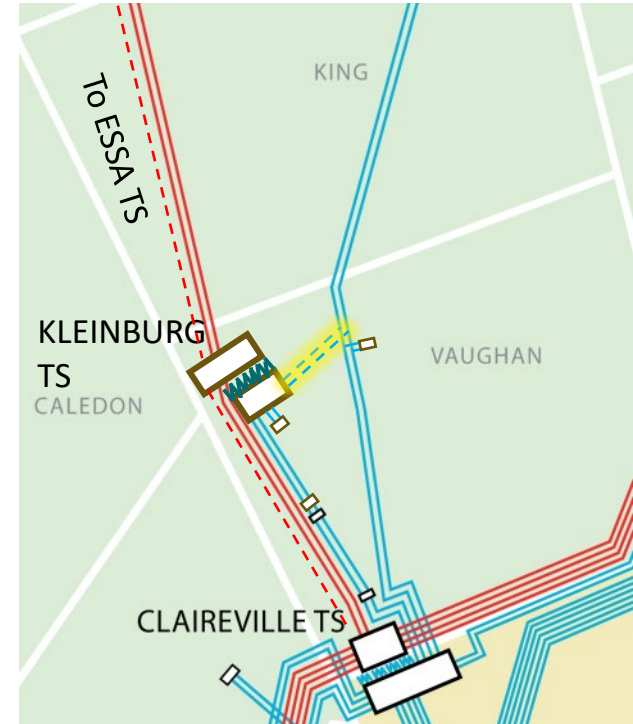 KING
To ESSA TS
KLEINBURG
TS
VAUGHAN
CALEDON
CLAIREVILLE TS